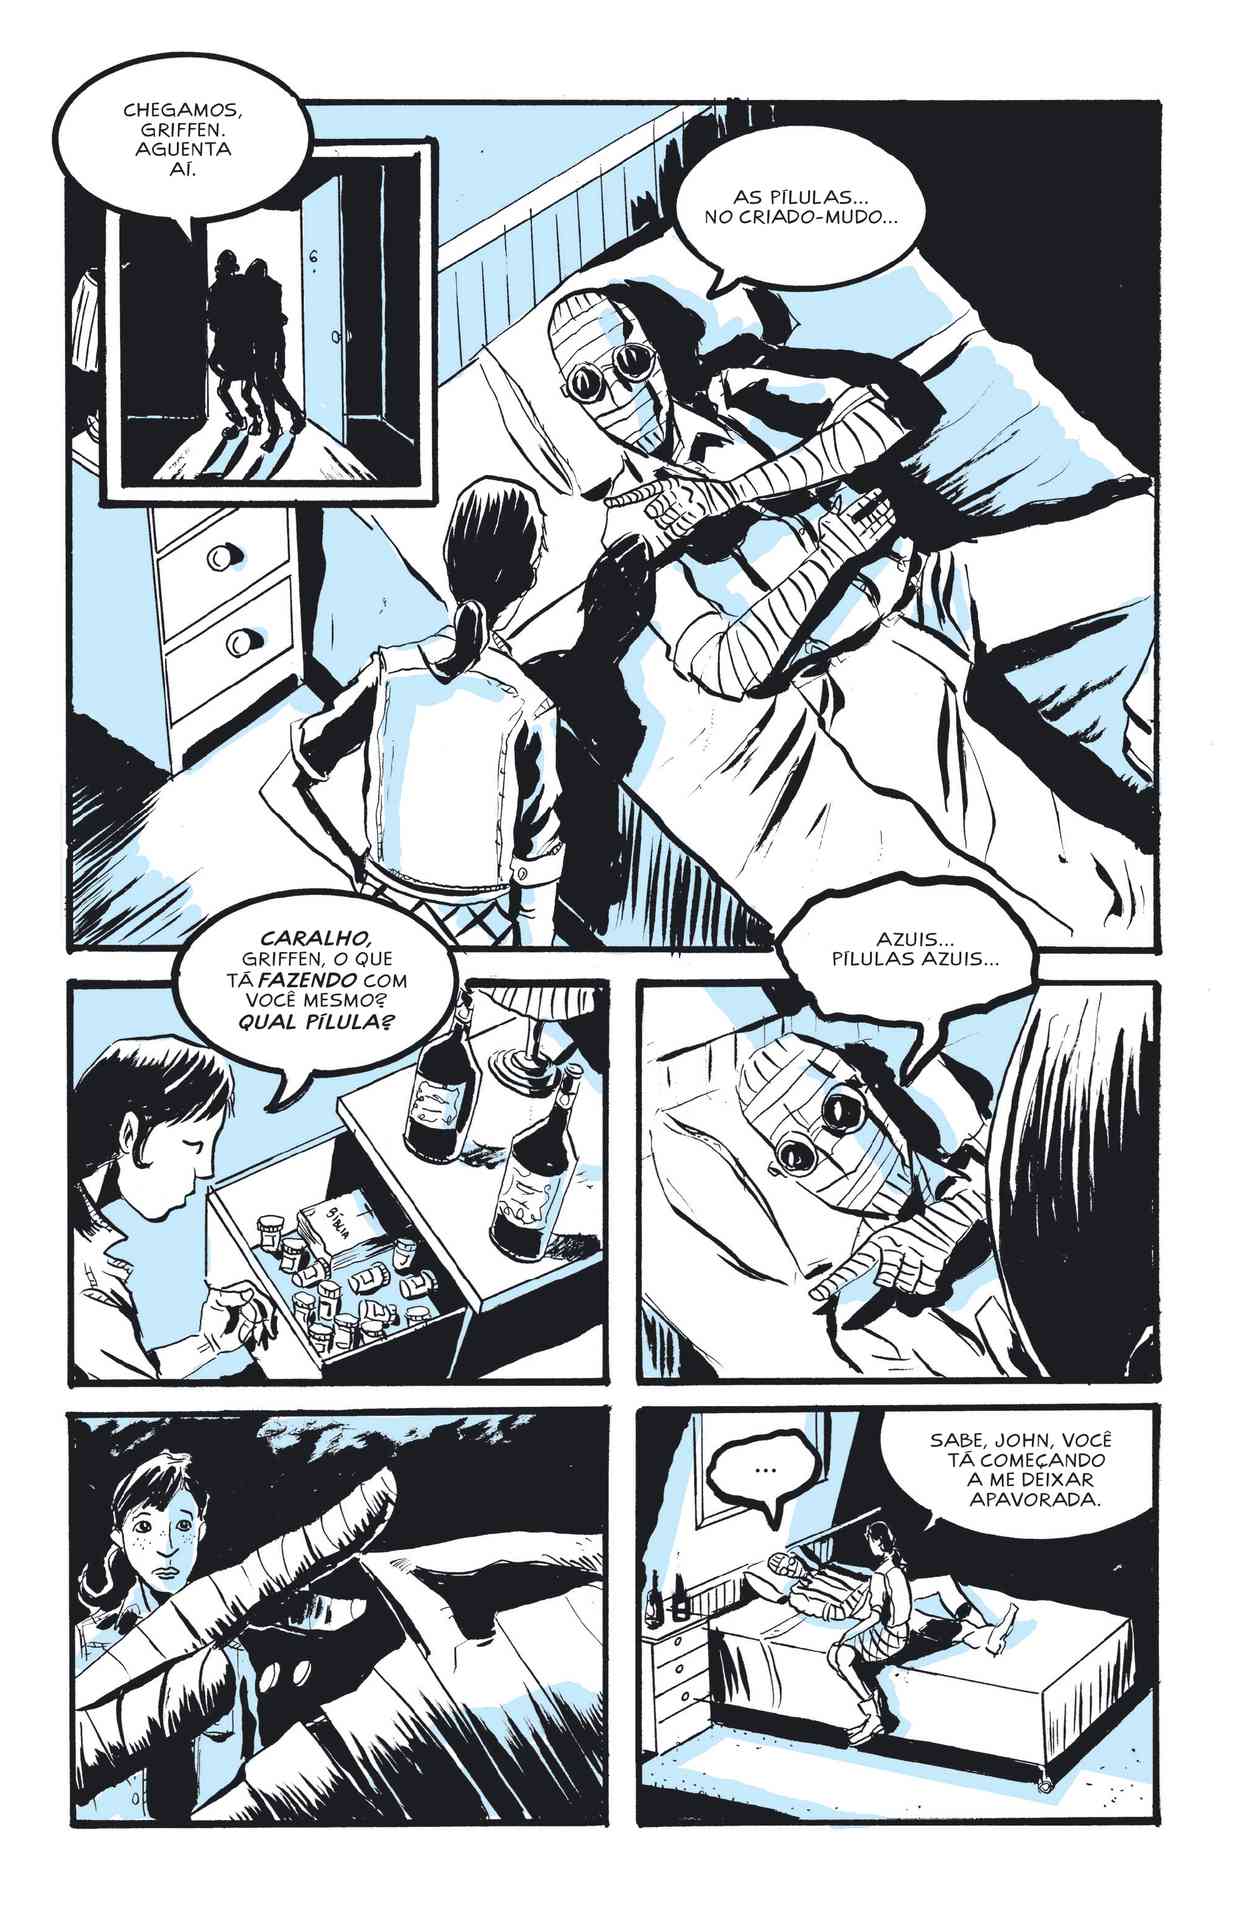 CHEGAMOS,
GRIFFEN.
AGUENTA
AÍ.
6
AS PÍLULAS...
NO CRIADO-MUDO...
CARALHO,
GRIFFEN, O QUE
TÁ FAZENDO COM
VOCÊ MESMO?
QUAL PÍLULA?
BÍBLIA
AZUIS...
PÍLULAS AZUIS...
...
SABE, JOHN, VOCÊ
TÁ COMEÇANDO
A ME DEIXAR
APAVORADA.